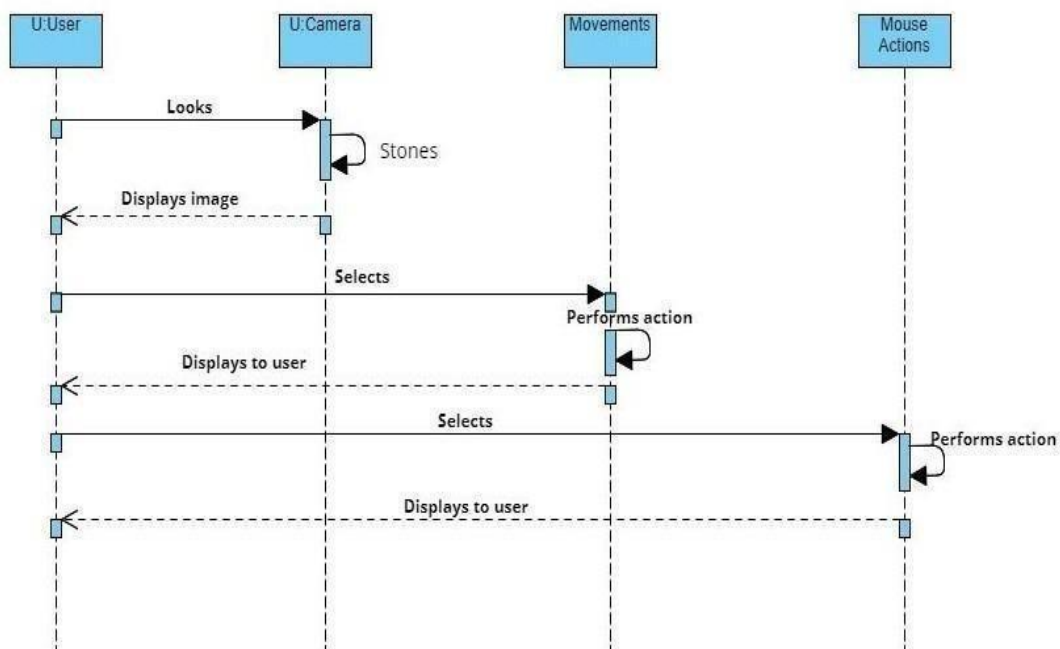 U:User
U:Camera
Movements
Mouse
Actions
Looks
Stones
Displays image
Selects
Performs action
Displays to user
Selects
Performs action
Displays to user